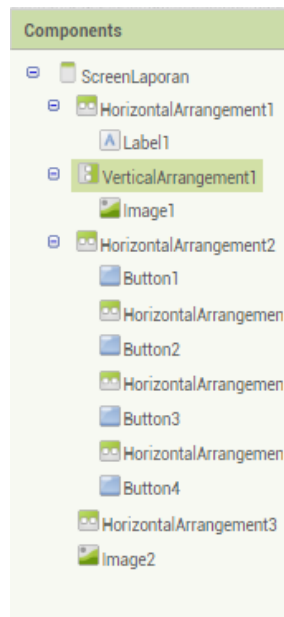 Components
ScreenLaporan
HorizontalArrangement1
Label1
VerticalArrangement1
Image1
HorizontalArrangement2
Button1
HorizontalArrangemen
Button2
HorizontalArrangemen
Button3
HorizontalArrangemen
Button4
HorizontalArrangement3
Image2